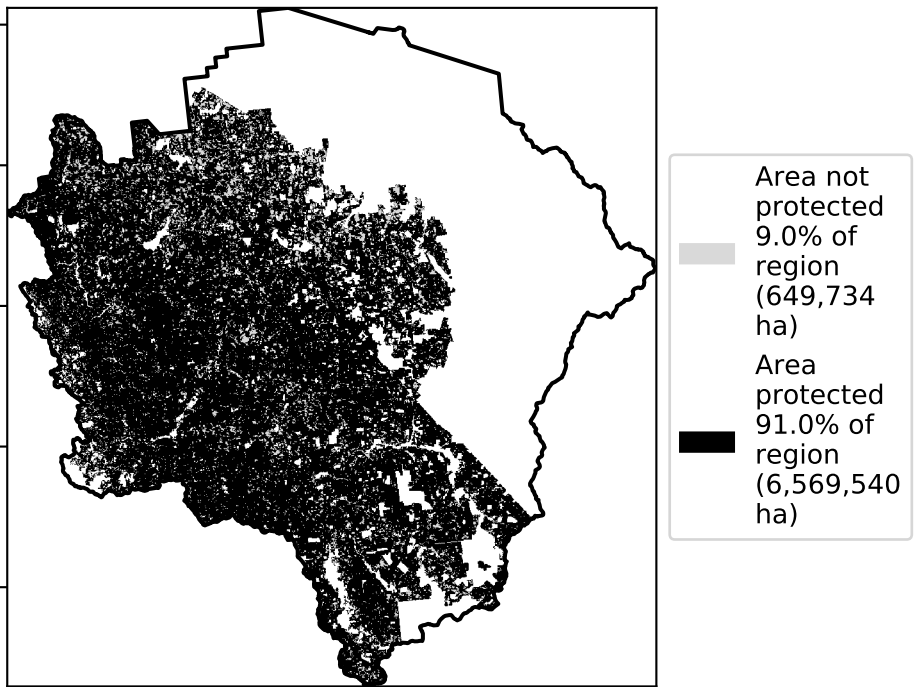 Area not
protected
9.0% of
region
(649,734
ha)
Area
protected
91.0% of
region
(6,569,540
ha)